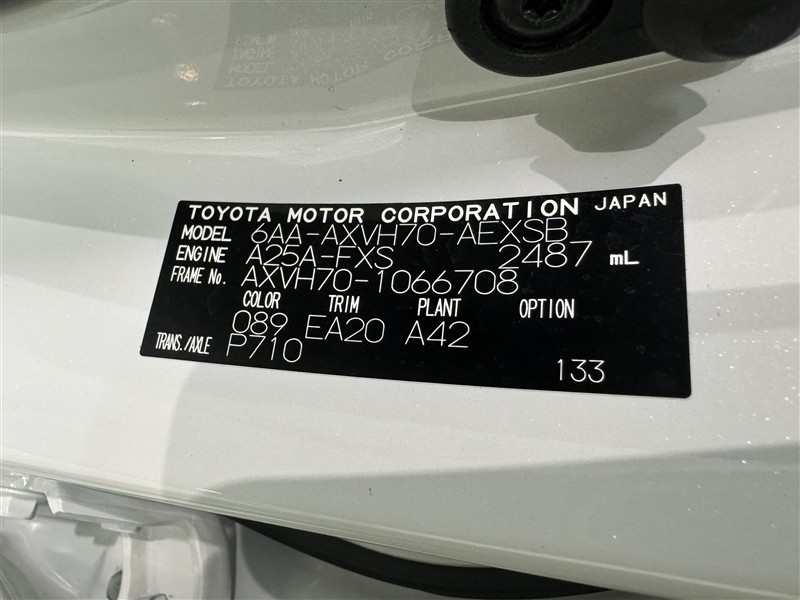 TOYOTA MOTOR CORPORATION JAPAN
MODEL 6AA-AXVH70-AEXSB
ENGINE A25A-FXS 2487 mL
FRAME No. AXVH70-1066708
COLOR TRIM PLANT OPTION
089 EA20 A42
TRANS./AXLE P710
133